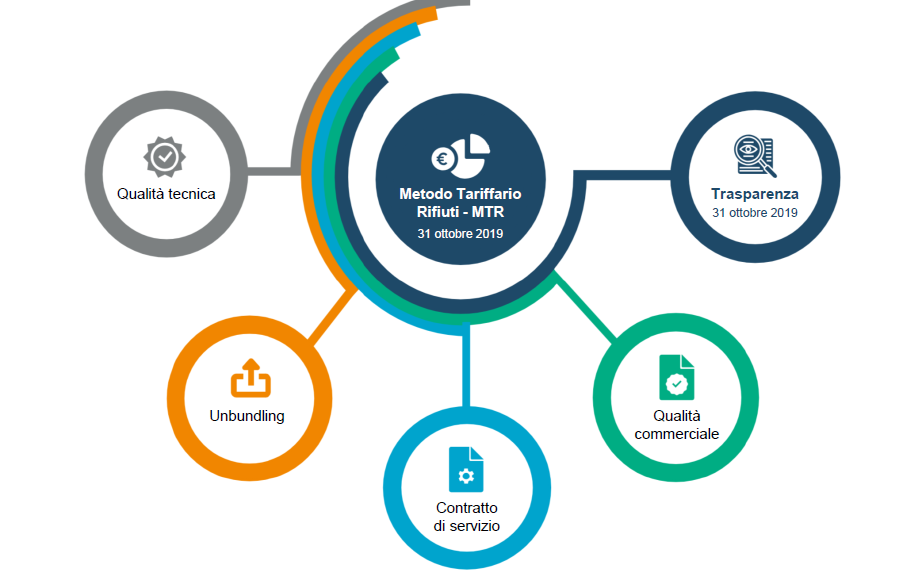 Qualità tecnica
€
Metodo Tariffario
Rifiuti - MTR
31 ottobre 2019
Trasparenza
31 ottobre 2019
Unbundling
Qualità
commerciale
Contratto
di servizio